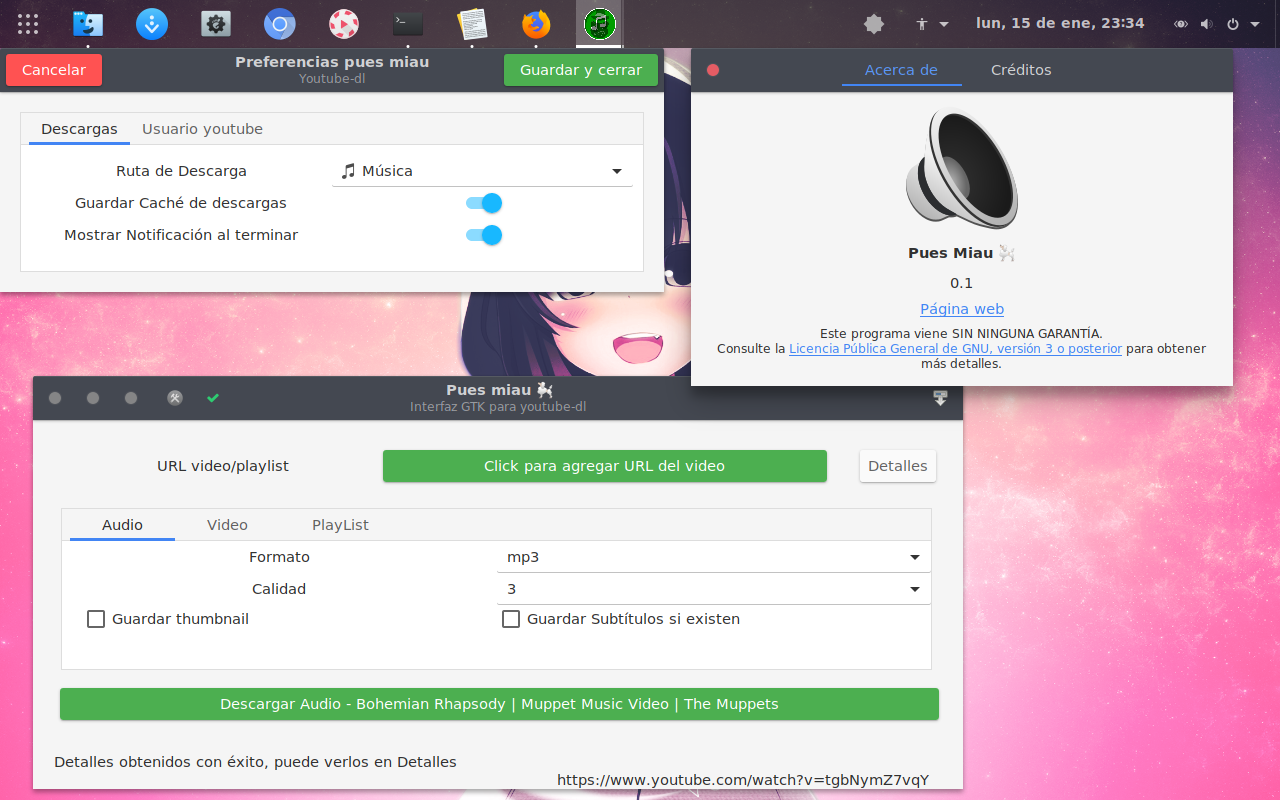 lun, 15 de ene, 23:34
Cancelar
Preferencias pues miau
Youtube-dl
Guardar y cerrar
Descargas
Usuario youtube
Ruta de Descarga
Música
Guardar Caché de descargas
Mostrar Notificación al terminar
Acerca de
Créditos
Pues Miau 🐩
0.1
Página web
Este programa viene SIN NINGUNA GARANTÍA.
Consulte la Licencia Pública General de GNU, versión 3 o posterior para obtener
más detalles.
Pues miau 🐩
Interfaz GTK para youtube-dl
URL video/playlist
Click para agregar URL del video
Detalles
Audio
Video
PlayList
Formato
mp3
Calidad
3
Guardar thumbnail
Guardar Subtítulos si existen
Descargar Audio - Bohemian Rhapsody | Muppet Music Video | The Muppets
Detalles obtenidos con éxito, puede verlos en Detalles
https://www.youtube.com/watch?v=tgbNymZ7vqY